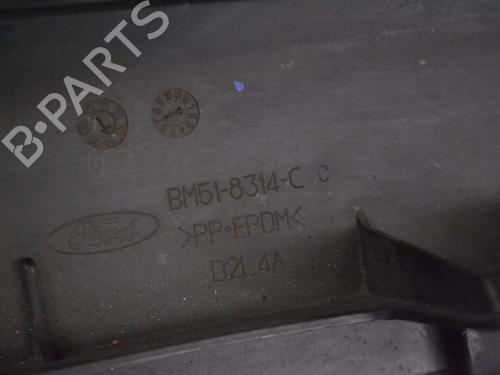 B·PARTS
BM51-8314-C C
Ford
>PP+EPDM<
D2L4A